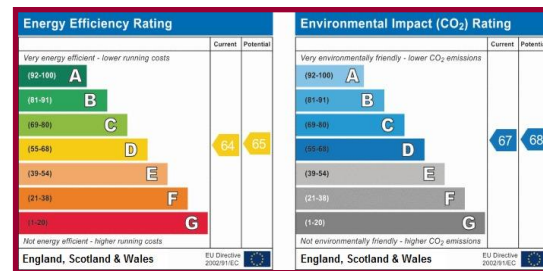 Energy Efficiency Rating
Current Potential
Very energy efficient - lower running costs
(92-100) A
(81-91) B
(69-80) C
(55-68) D
64 65
(39-54) E
(21-38) F
(1-20) G
Not energy efficient - higher running costs
England, Scotland & Wales
EU Directive
2002/91/EC
Environmental Impact (CO₂) Rating
Current Potential
Very environmentally friendly - lower CO₂ emissions
(92-100) A
(81-91) B
(69-80) C
(55-68) D
67 68
(39-54) E
(21-38) F
(1-20) G
Not environmentally friendly - higher CO₂ emissions
England, Scotland & Wales
EU Directive
2002/91/EC